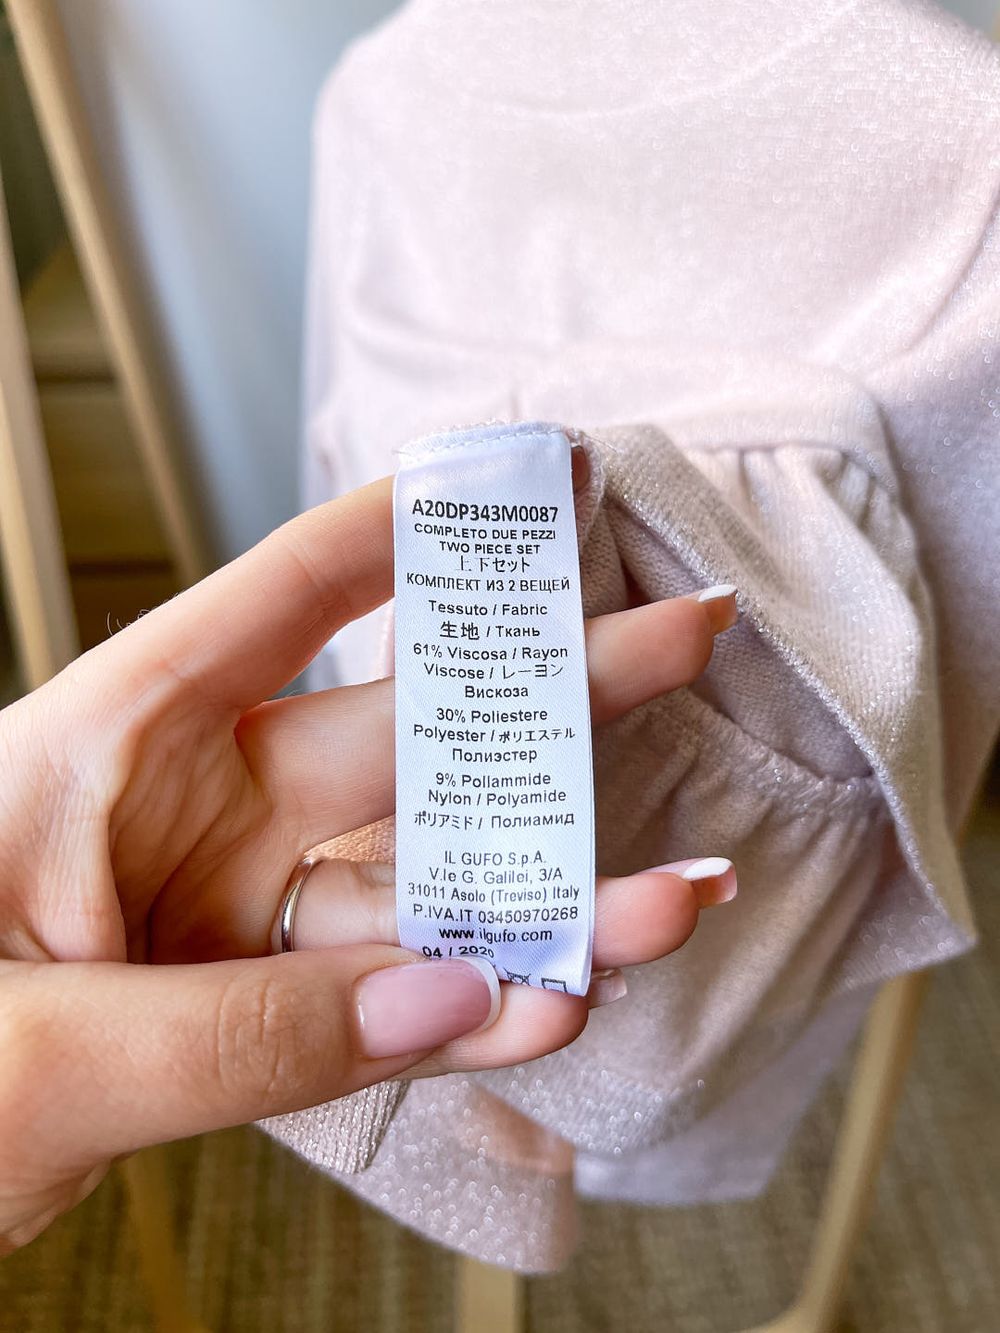 A20DP343M0087
COMPLETO DUE PEZZI
TWO PIECE SET
上下セット
КОМПЛЕКТ ИЗ 2 ВЕЩЕЙ
Tessuto / Fabric
生地 / Ткань
61% Viscosa / Rayon
Viscose / レーヨン
Вискоза
30% Poliestere
Polyester / ポリエステル
Полиэстер
9% Poliammide
Nylon / Polyamide
ポリアミド / Полиамид
IL GUFO S.p.A.
V.le G. Galilei, 3/A
31011 Asolo (Treviso) Italy
P.IVA.IT 03450970268
www.ilgufo.com
04 / 2020